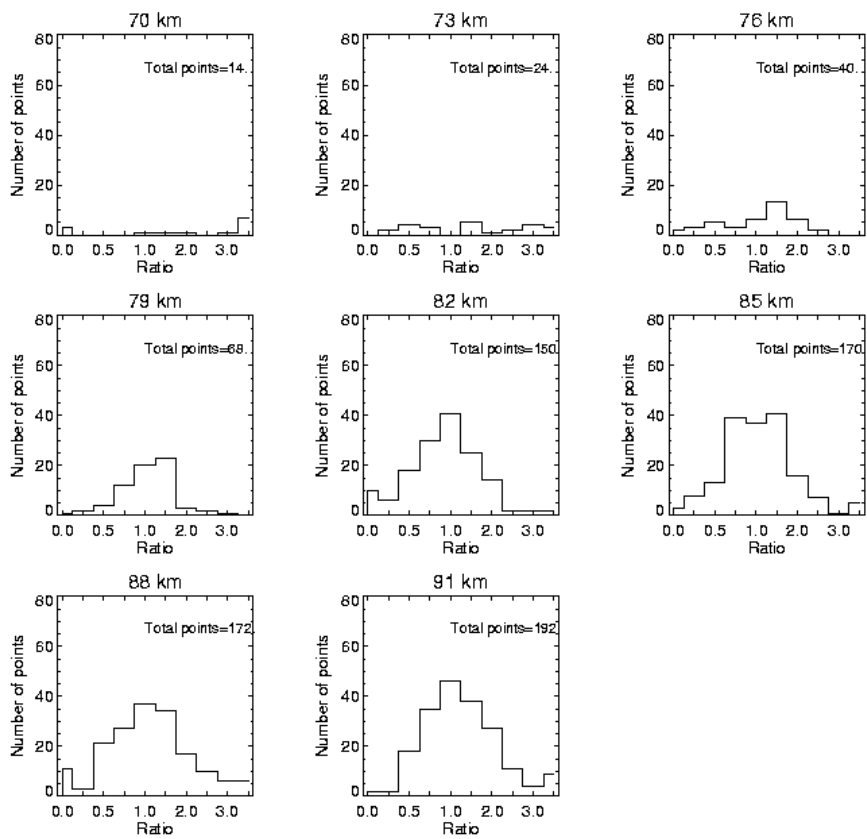 70 km
80
60
40
20
0
Number of points
Total points=14.
0.0 0.5 1.0 2.0 3.0
Ratio
73 km
80
60
40
20
0
Number of points
Total points=24.
0.0 0.5 1.0 2.0 3.0
Ratio
76 km
80
60
40
20
0
Number of points
Total points=40.
0.0 0.5 1.0 2.0 3.0
Ratio
79 km
80
60
40
20
0
Number of points
Total points=68.
0.0 0.5 1.0 2.0 3.0
Ratio
82 km
80
60
40
20
0
Number of points
Total points=150
0.0 0.5 1.0 2.0 3.0
Ratio
85 km
80
60
40
20
0
Number of points
Total points=170
0.0 0.5 1.0 2.0 3.0
Ratio
88 km
80
60
40
20
0
Number of points
Total points=172
0.0 0.5 1.0 2.0 3.0
Ratio
91 km
80
60
40
20
0
Number of points
Total points=192
0.0 0.5 1.0 2.0 3.0
Ratio